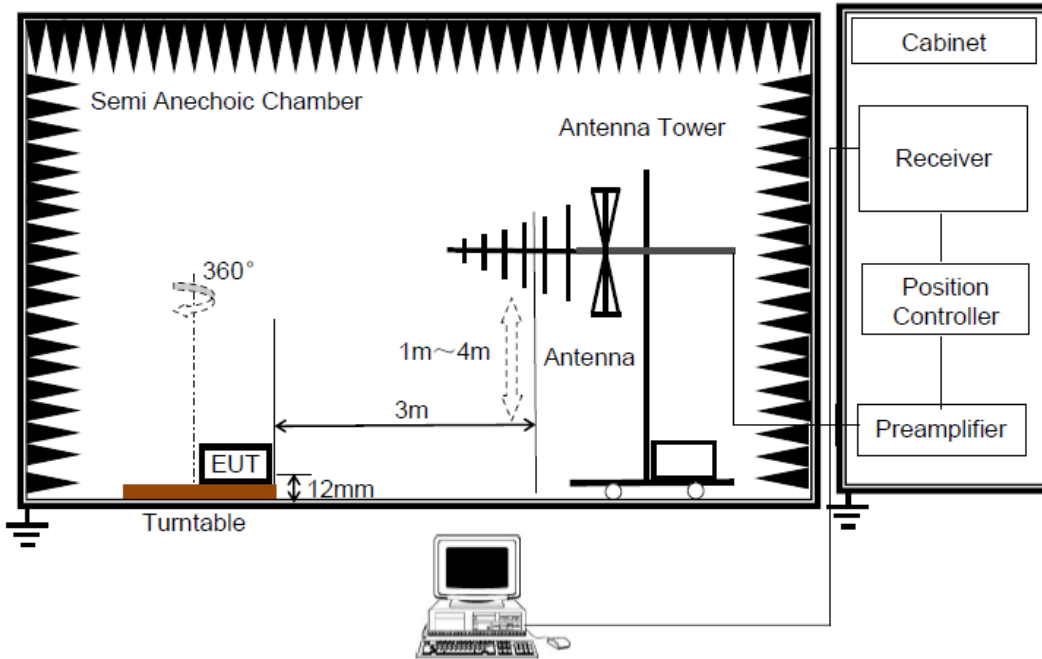 Cabinet
Semi Anechoic Chamber
Antenna Tower
Receiver
360°
Position
Controller
1m～4m
Antenna
3m
Preamplifier
EUT
12mm
Turntable